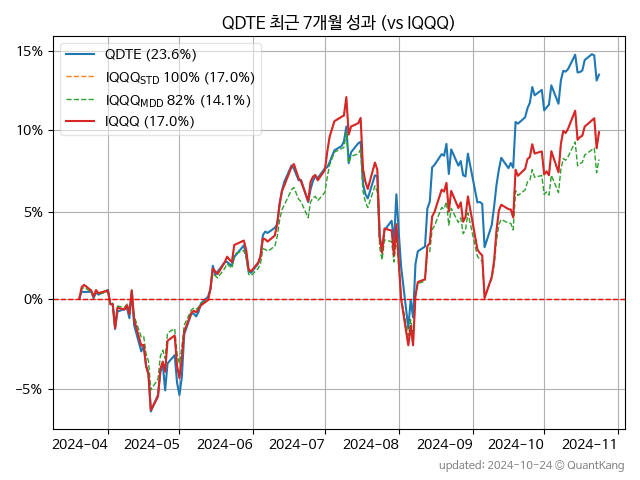 QDTE 최근 7개월 성과 (vs IQQQ)
QDTE (23.6%)
IQQQSTD 100% (17.0%)
IQQQMDD 82% (14.1%)
IQQQ (17.0%)
15%
10%
5%
0%
−5%
2024-04 2024-05 2024-06 2024-07 2024-08 2024-09 2024-10 2024-11
updated: 2024-10-24 © QuantKang